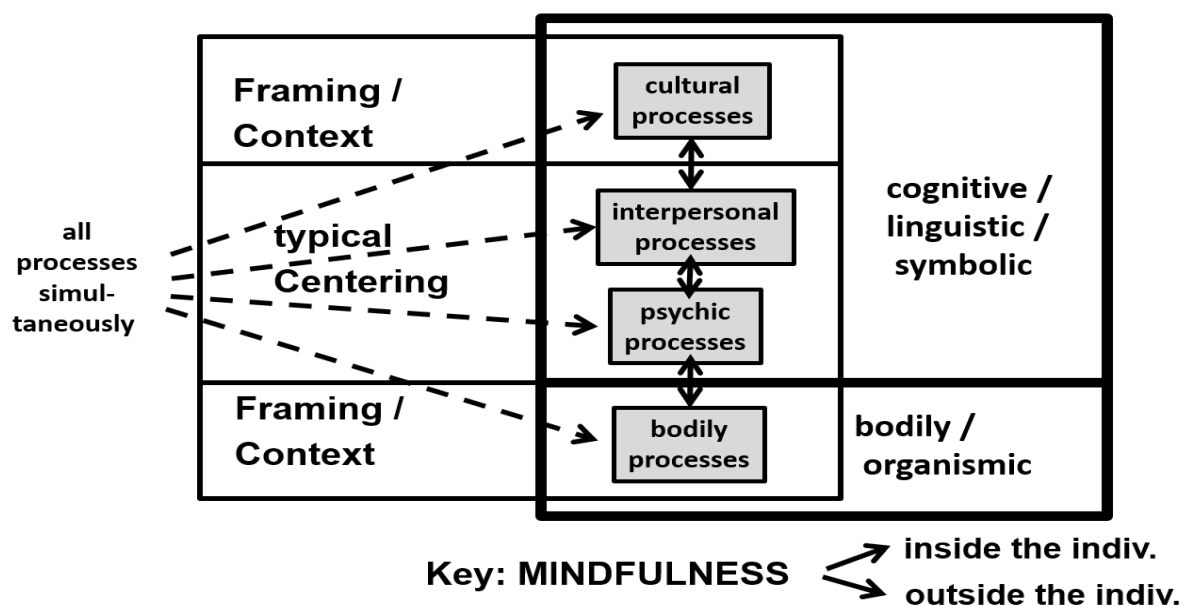 Framing /
Context
cultural
processes
all
processes
simul-
taneously
typical
Centering
interpersonal
processes
psychic
processes
cognitive /
linguistic /
symbolic
Framing /
Context
bodily
processes
bodily /
organismic
Key: MINDFULNESS
inside the indiv.
outside the indiv.